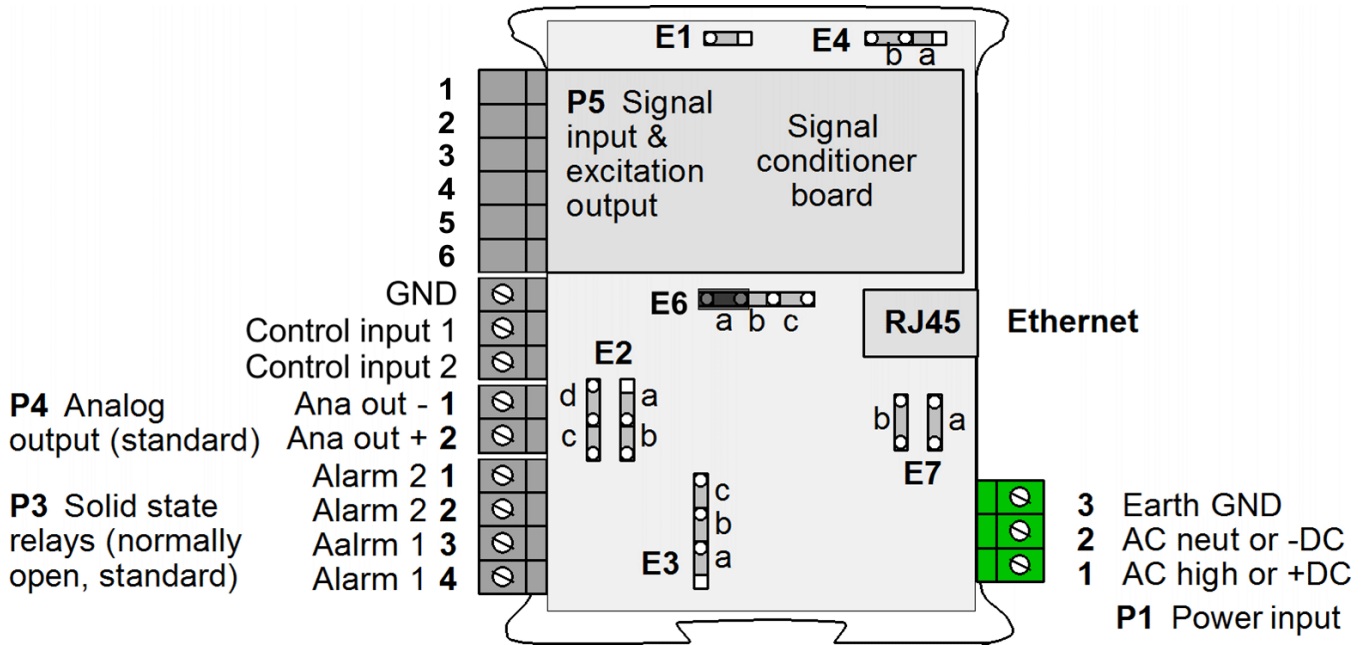 E1
E4
b a
1
2
3
4
5
6
P5 Signal
input &
excitation
output
Signal
conditioner
board
GND
Control input 1
Control input 2
E6
a b c
RJ45 Ethernet
E2
d a
c b
P4 Analog
output (standard)
Ana out - 1
Ana out + 2
b a
E7
P3 Solid state
relays (normally
open, standard)
Alarm 2 1
Alarm 2 2
Aalrm 1 3
Alarm 1 4
c
b
a
E3
3 Earth GND
2 AC neut or -DC
1 AC high or +DC
P1 Power input